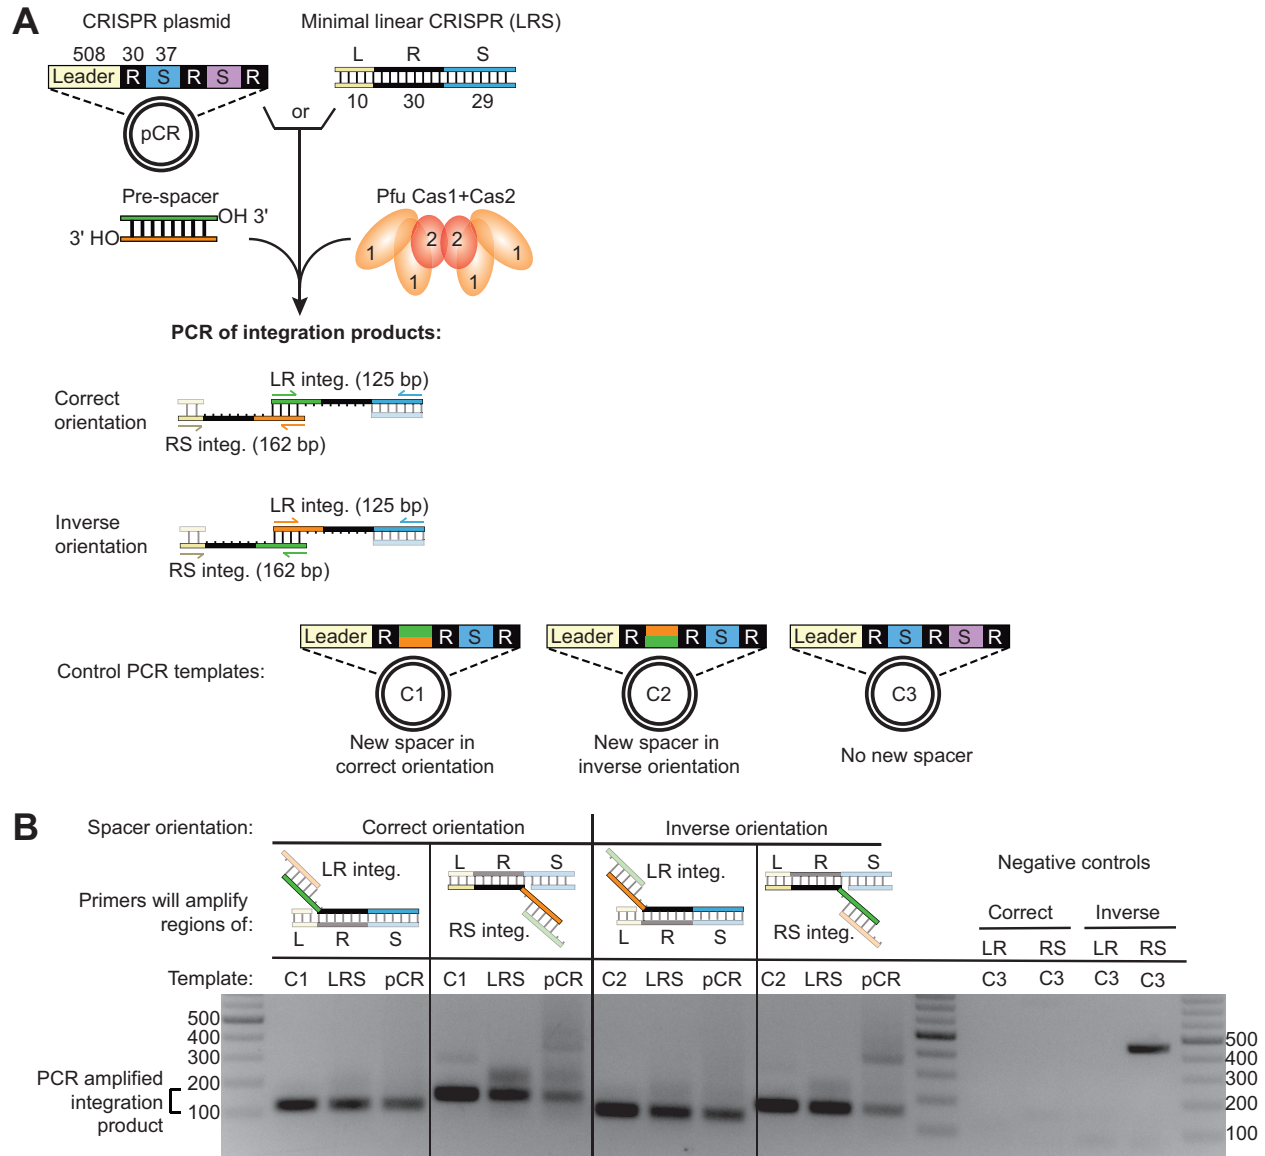 A
CRISPR plasmid
Minimal linear CRISPR (LRS)
508 30 37
Leader R S R S R
L R S
10 30 29
or
pCR
Pre-spacer
OH 3'
3' HO
Pfu Cas1+Cas2
1 1 2 2 1 1
PCR of integration products:
Correct
orientation
LR integ. (125 bp)
RS integ. (162 bp)
Inverse
orientation
LR integ. (125 bp)
RS integ. (162 bp)
Control PCR templates:
Leader R R S R
C1
New spacer in
correct orientation
Leader R R S R
C2
New spacer in
inverse orientation
Leader R S R S R
C3
No new spacer
B
Spacer orientation:
Correct orientation
Inverse orientation
Negative controls
Primers will amplify
regions of:
LR integ.
L R S
L R S
RS integ.
LR integ.
L R S
L R S
RS integ.
Correct Inverse
LR RS LR RS
Template: C1 LRS pCR C1 LRS pCR C2 LRS pCR C2 LRS pCR C3 C3 C3 C3
500
400
300
200
100
PCR amplified
integration
product
500
400
300
200
100